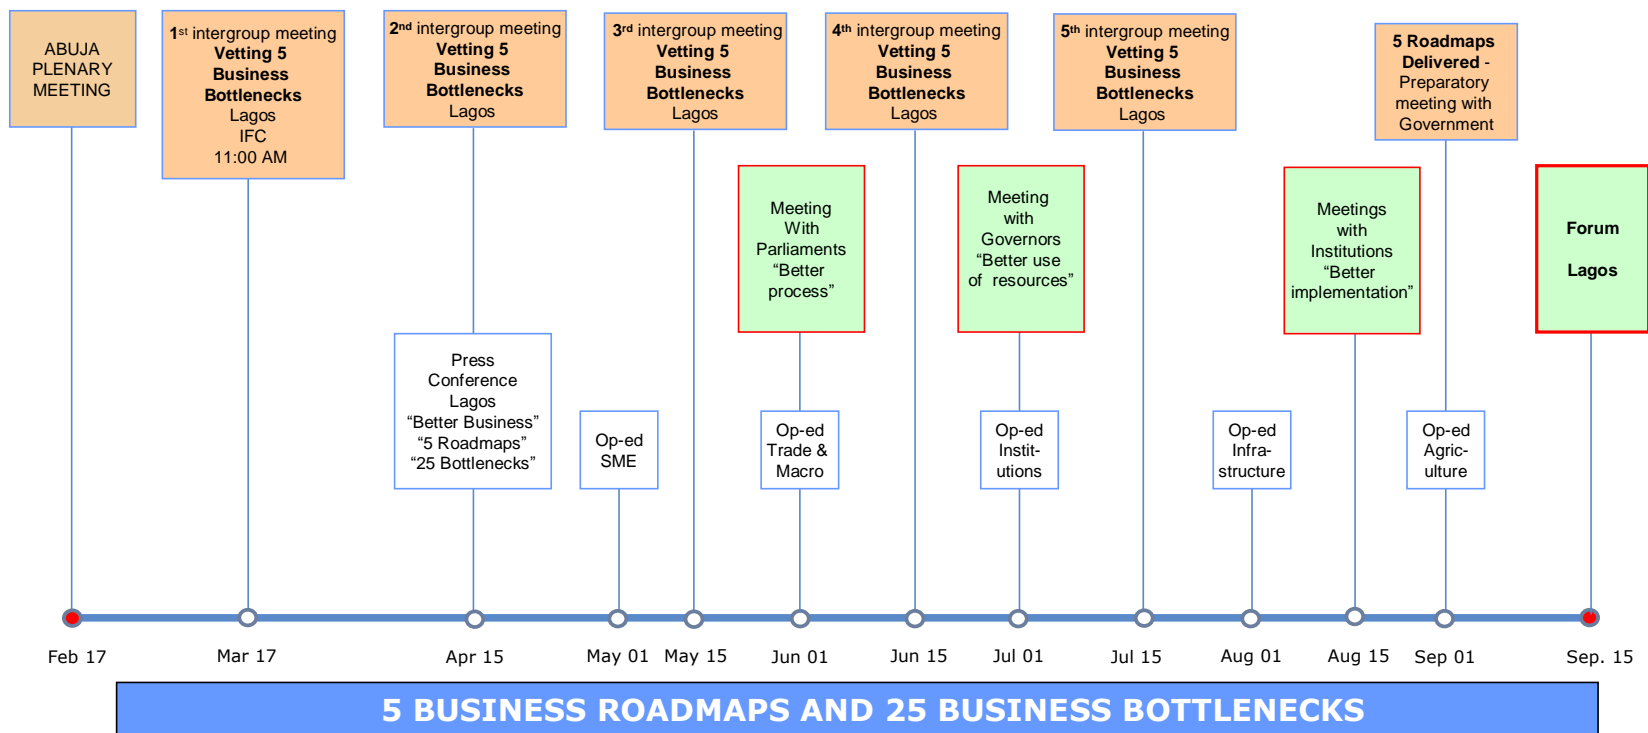 ABUJA
PLENARY
MEETING
1st intergroup meeting
Vetting 5
Business
Bottlenecks
Lagos
IFC
11:00 AM
2nd intergroup meeting
Vetting 5
Business
Bottlenecks
Lagos
3rd intergroup meeting
Vetting 5
Business
Bottlenecks
Lagos
4th intergroup meeting
Vetting 5
Business
Bottlenecks
Lagos
5th intergroup meeting
Vetting 5
Business
Bottlenecks
Lagos
5 Roadmaps
Delivered -
Preparatory
meeting with
Government
Meeting
With
Parliaments
“Better
process”
Meeting
with
Governors
“Better use
of resources”
Meetings
with
Institutions
“Better
implementation”
Forum
Lagos
Press
Conference
Lagos
“Better Business”
“5 Roadmaps”
“25 Bottlenecks”
Op-ed
SME
Op-ed
Trade &
Macro
Op-ed
Instit-
utions
Op-ed
Infra-
structure
Op-ed
Agric-
ulture
Feb 17
Mar 17
Apr 15
May 01
May 15
Jun 01
Jun 15
Jul 01
Jul 15
Aug 01
Aug 15
Sep 01
Sep. 15
5 BUSINESS ROADMAPS AND 25 BUSINESS BOTTLENECKS